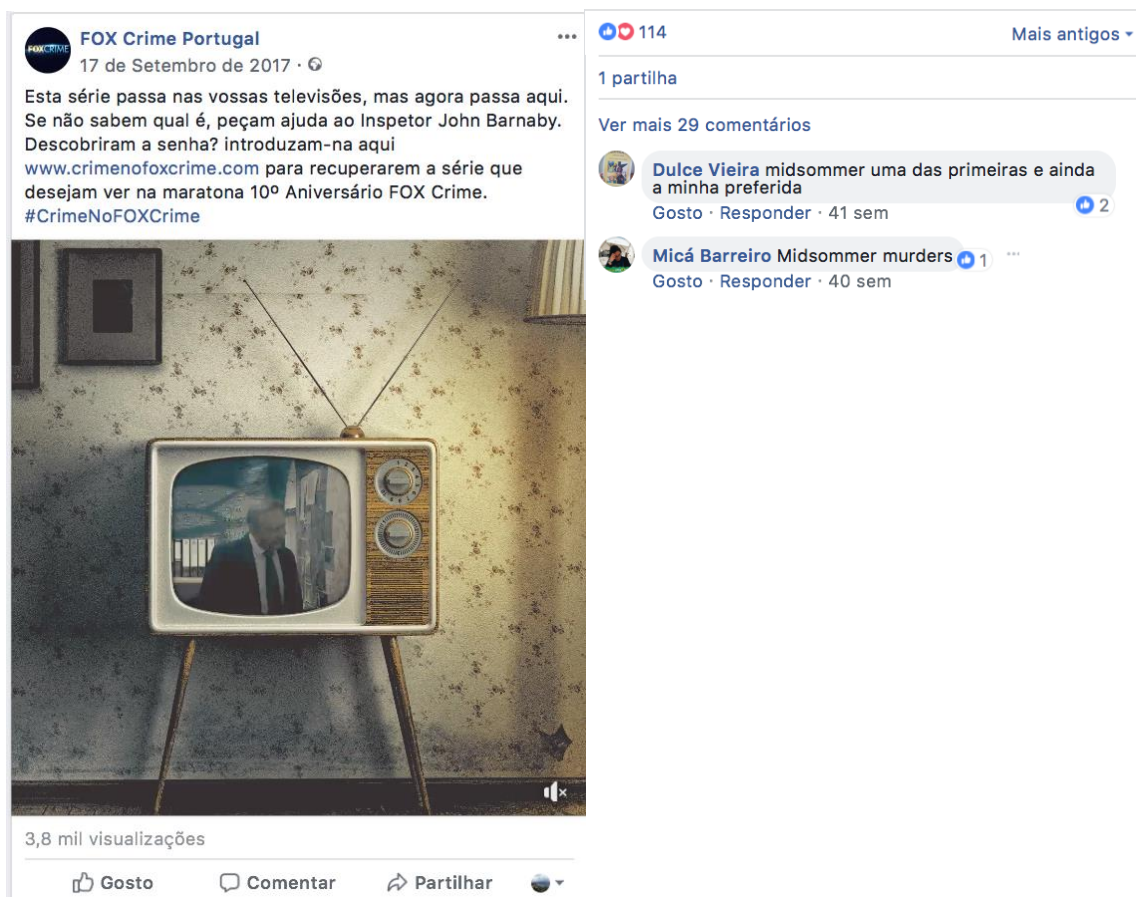 FOX Crime Portugal
17 de Setembro de 2017 ·
Esta série passa nas vossas televisões, mas agora passa aqui.
Se não sabem qual é, peçam ajuda ao Inspetor John Barnaby.
Descobriram a senha? introduzam-na aqui
www.crimenofoxcrime.com para recuperarem a série que
desejam ver na maratona 10º Aniversário FOX Crime.
#CrimeNoFOXCrime
3,8 mil visualizações
Gosto Comentar Partilhar
114 Mais antigos
1 partilha
Ver mais 29 comentários
Dulce Vieira midsommer uma das primeiras e ainda
a minha preferida
2
Gosto · Responder · 41 sem
Micá Barreiro Midsommer murders 1
Gosto · Responder · 40 sem
FOXCRIME